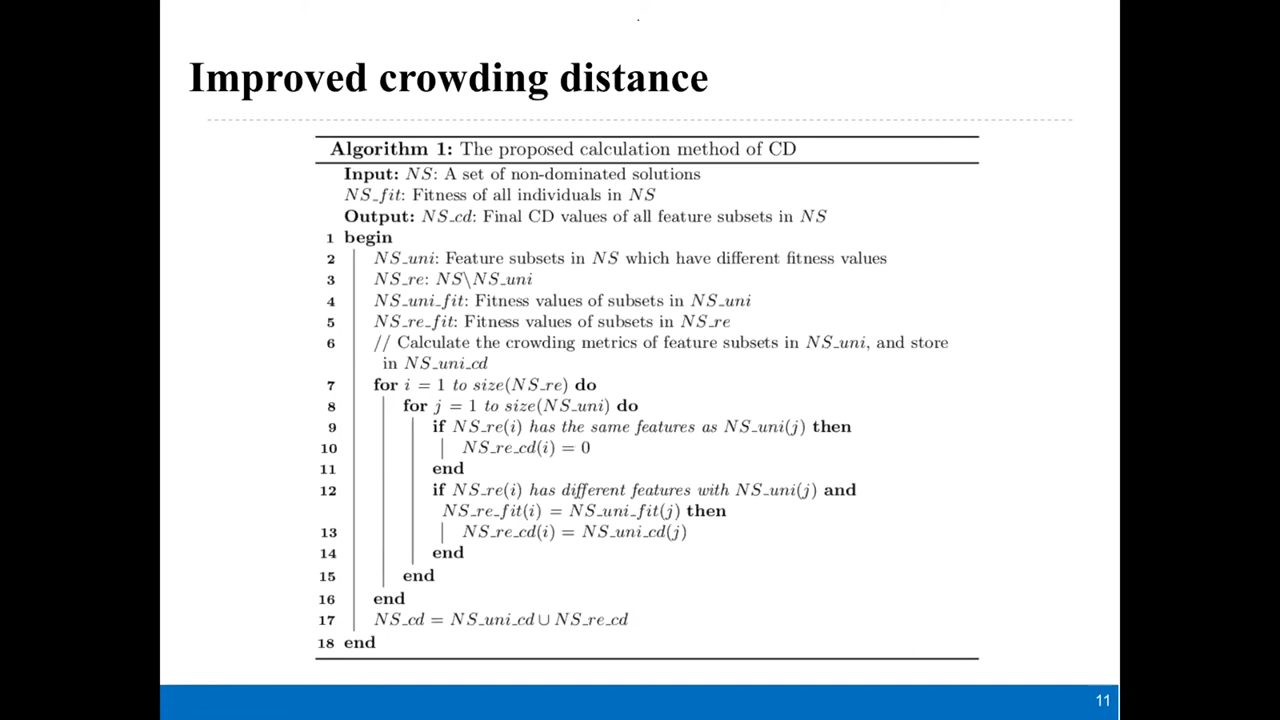 Improved crowding distance
Algorithm 1: The proposed calculation method of CD
Input: NS: A set of non-dominated solutions
NS_fit: Fitness of all individuals in NS
Output: NS_cd: Final CD values of all feature subsets in NS
1 begin
2 NS_uni: Feature subsets in NS which have different fitness values
3 NS_re: NS\NS_uni
4 NS_uni_fit: Fitness values of subsets in NS_uni
5 NS_re_fit: Fitness values of subsets in NS_re
6 // Calculate the crowding metrics of feature subsets in NS_uni, and store
in NS_uni_cd
7 for i = 1 to size(NS_re) do
8 for j = 1 to size(NS_uni) do
9 if NS_re(i) has the same features as NS_uni(j) then
10 NS_re_cd(i) = 0
11 end
12 if NS_re(i) has different features with NS_uni(j) and
NS_re_fit(i) = NS_uni_fit(j) then
13 NS_re_cd(i) = NS_uni_cd(j)
14 end
15 end
16 end
17 NS_cd = NS_uni_cd ∪ NS_re_cd
18 end
11